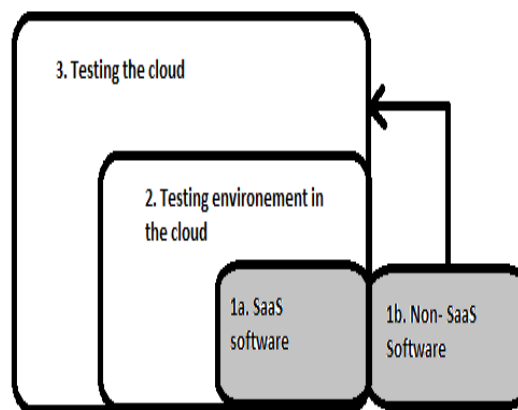 3. Testing the cloud
2. Testing environement in
the cloud
1a. SaaS
software
1b. Non- SaaS
Software